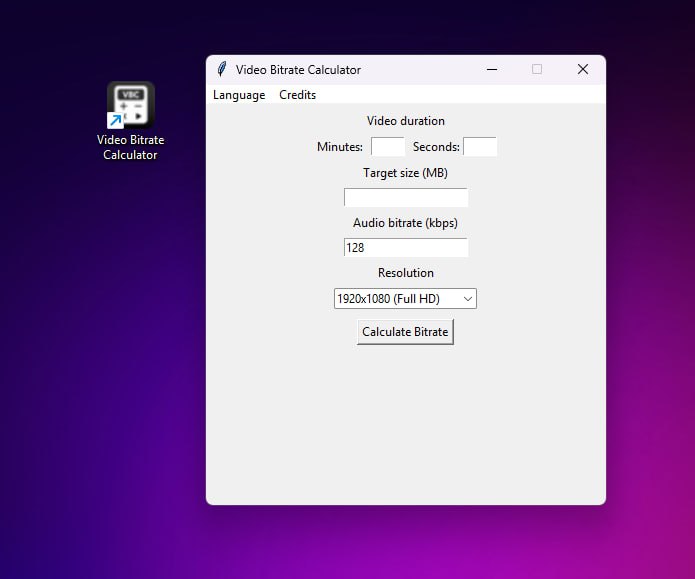 Video Bitrate Calculator
Language Credits
VBC
Video Bitrate
Calculator
Video duration
Minutes: Seconds:
Target size (MB)
Audio bitrate (kbps)
128
Resolution
1920x1080 (Full HD)
Calculate Bitrate